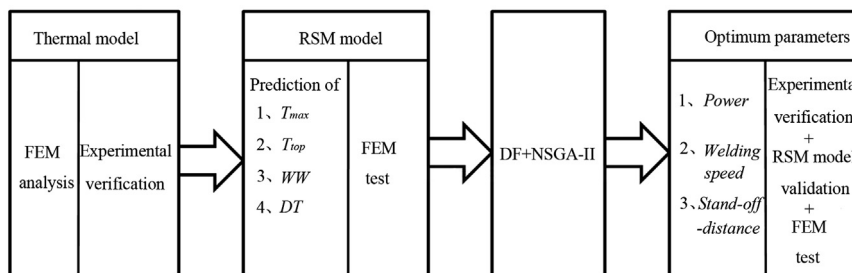 Thermal model
FEM
analysis
Experimental
verification
RSM model
Prediction of
1、Tmax
2、Ttop
3、WW
4、DT
FEM
test
DF+NSGA-II
Optimum parameters
1、Power
2、Welding
speed
3、Stand-off
-distance
Experimenta
verification
+
RSM model
validation
+
FEM
test